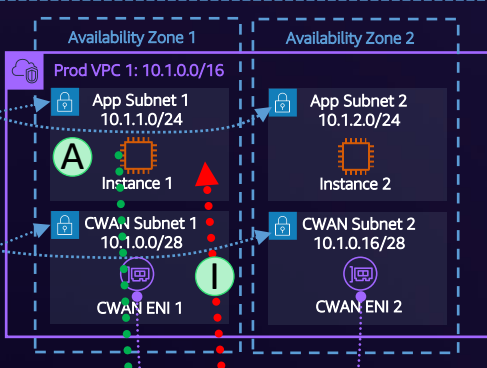 Availability Zone 1
Availability Zone 2
Prod VPC 1: 10.1.0.0/16
App Subnet 1
10.1.1.0/24
App Subnet 2
10.1.2.0/24
A
Instance 1
Instance 2
CWAN Subnet 1
10.1.0.0/28
CWAN Subnet 2
10.1.0.16/28
I
CWAN ENI 1
CWAN ENI 2